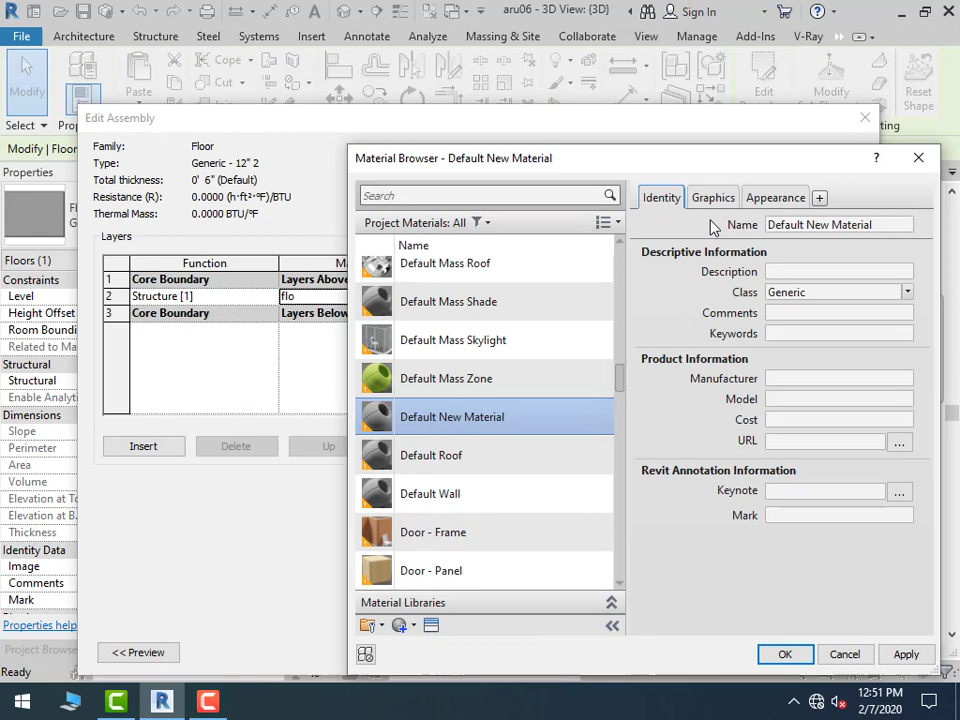 aru06 - 3D View: {3D}
Sign In
File
Architecture
Structure
Steel
Systems
Insert
Annotate
Analyze
Massing & Site
Collaborate
View
Manage
Add-Ins
V-Ray
Modify
Paste
Cope
Cut
Edit
Modify
Reset
Shape
Select
Edit Assembly
Modify | Floor
Family:
Floor
Type:
Generic - 12" 2
Total thickness:
0' 6" (Default)
Resistance (R):
0.0000 (h·ft²·°F)/BTU
Thermal Mass:
0.0000 BTU/°F
Properties
Floors (1)
Constraints
Level
Height Offset
Room Boundi
Related to Ma
Structural
Structural
Enable Analyti
Dimensions
Slope
Perimeter
Area
Volume
Elevation at To
Elevation at B
Thickness
Identity Data
Image
Comments
Mark
Properties help
Project Browse
Ready
Layers
Function
1 Core Boundary Layers Above
2 Structure [1] flo
3 Core Boundary Layers Below
Insert
Delete
Up
<< Preview
Material Browser - Default New Material
?
Search
Project Materials: All
Name
Default Mass Roof
Default Mass Shade
Default Mass Skylight
Default Mass Zone
Default New Material
Default Roof
Default Wall
Door - Frame
Door - Panel
Material Libraries
Identity
Graphics
Appearance
Name
Default New Material
Descriptive Information
Description
Class
Generic
Comments
Keywords
Product Information
Manufacturer
Model
Cost
URL
...
Revit Annotation Information
Keynote
...
Mark
OK
Cancel
Apply
12:51 PM
2/7/2020